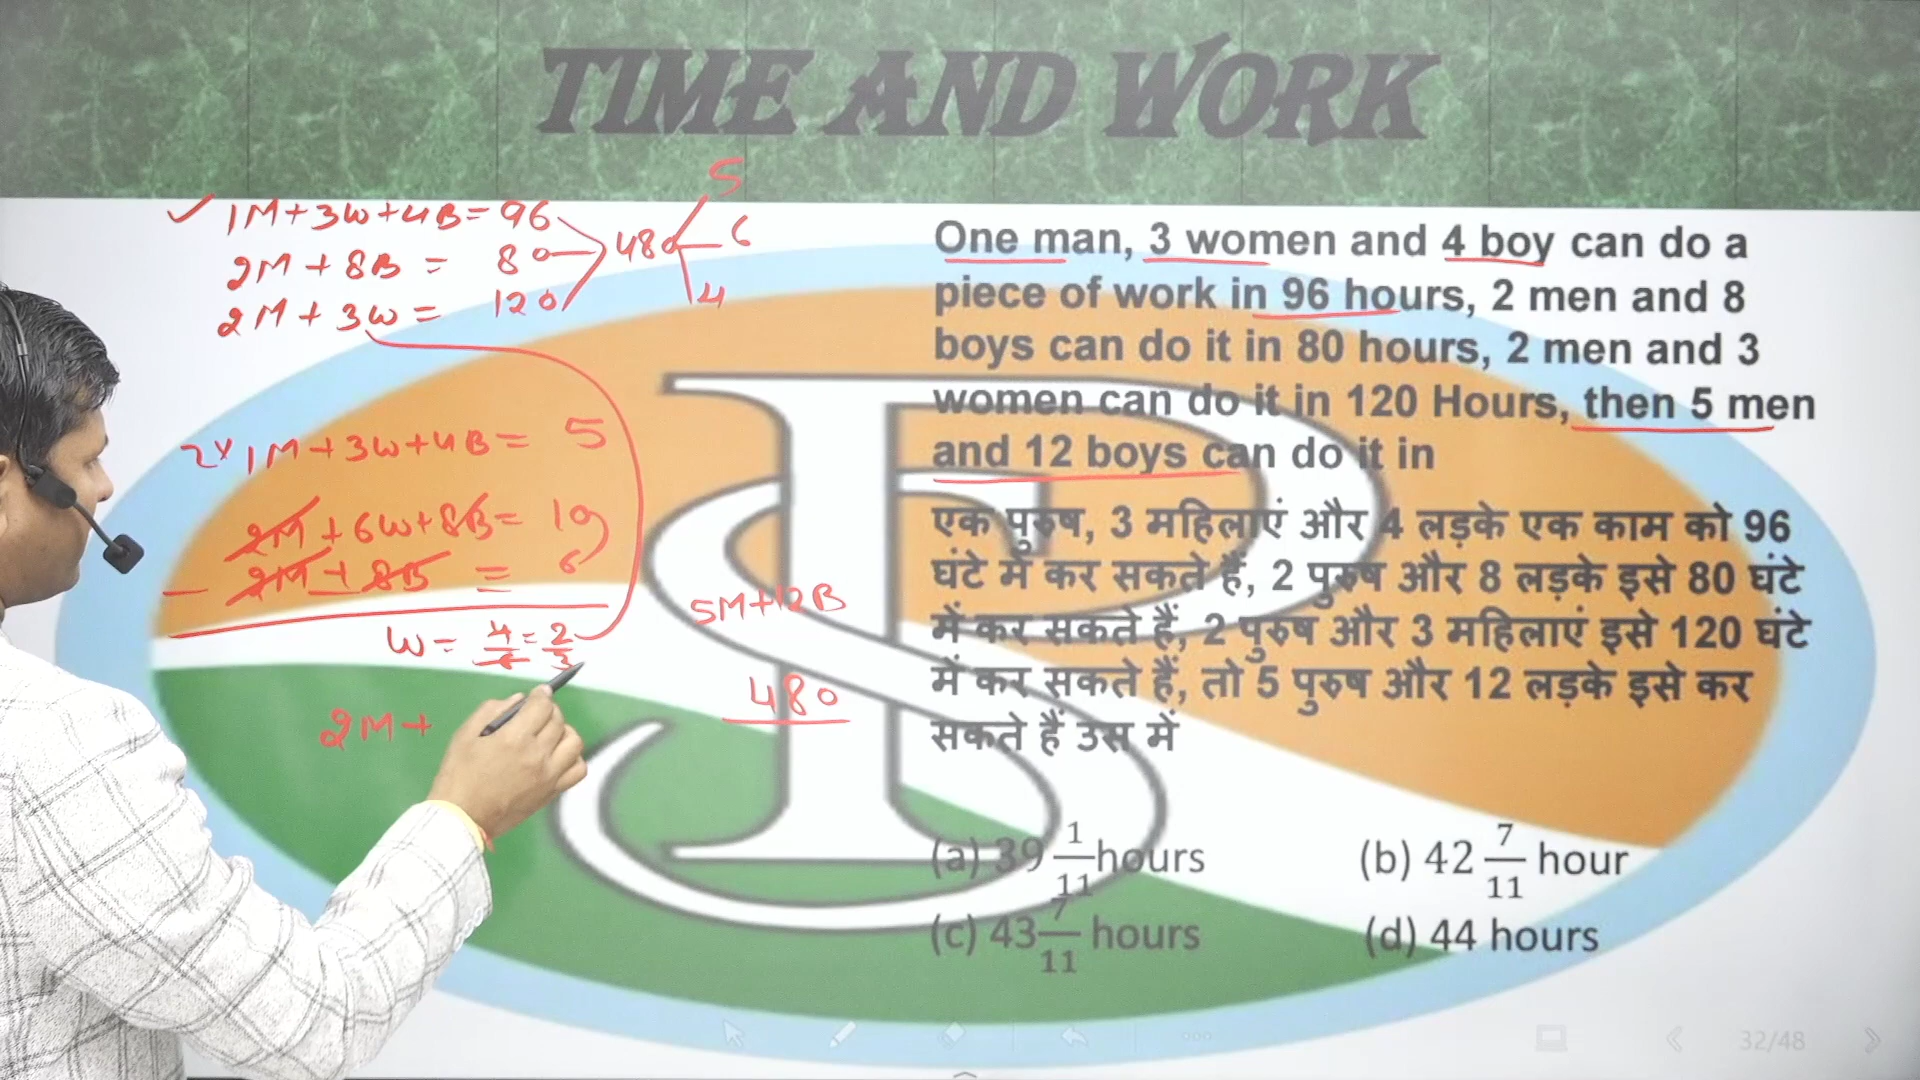 TIME AND WORK
✓ 1M+3W+4B= 96
2M + 8B = 80
2M + 3W = 120
480
5
6
4
2× 1M+3W+4B= 5
2M + 6W+8B= 10
- 2M + 8B = 6
W = 4/6 = 2/3
2M +
5M+12B
480
One man, 3 women and 4 boy can do a
piece of work in 96 hours, 2 men and 8
boys can do it in 80 hours, 2 men and 3
women can do it in 120 Hours, then 5 men
and 12 boys can do it in
एक पुरुष, 3 महिलाएं और 4 लड़के एक काम को 96
घंटे में कर सकते हैं, 2 पुरुष और 8 लड़के इसे 80 घंटे
में कर सकते हैं, 2 पुरुष और 3 महिलाएं इसे 120 घंटे
में कर सकते हैं, तो 5 पुरुष और 12 लड़के इसे कर
सकते हैं उस में
(a) 39 1/11 hours (b) 42 7/11 hour
(c) 43 7/11 hours (d) 44 hours
32/48